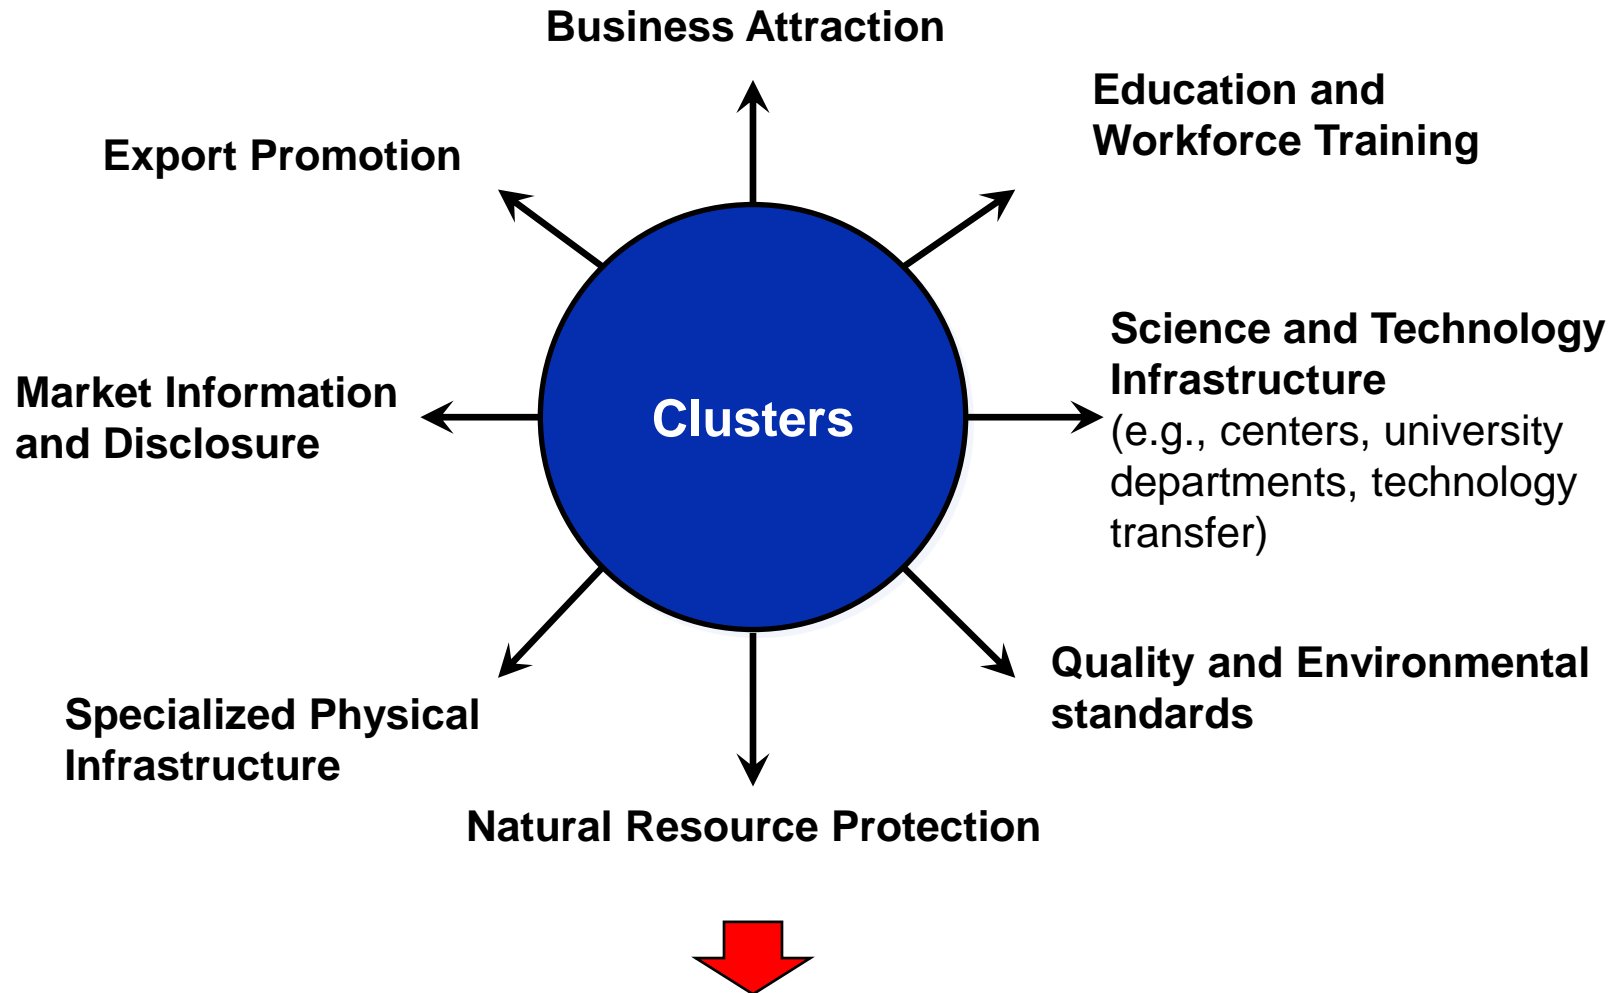 Business Attraction
Education and
Workforce Training
Export Promotion
Science and Technology
Infrastructure
(e.g., centers, university
departments, technology
transfer)
Market Information
and Disclosure
Clusters
Quality and Environmental
standards
Specialized Physical
Infrastructure
Natural Resource Protection